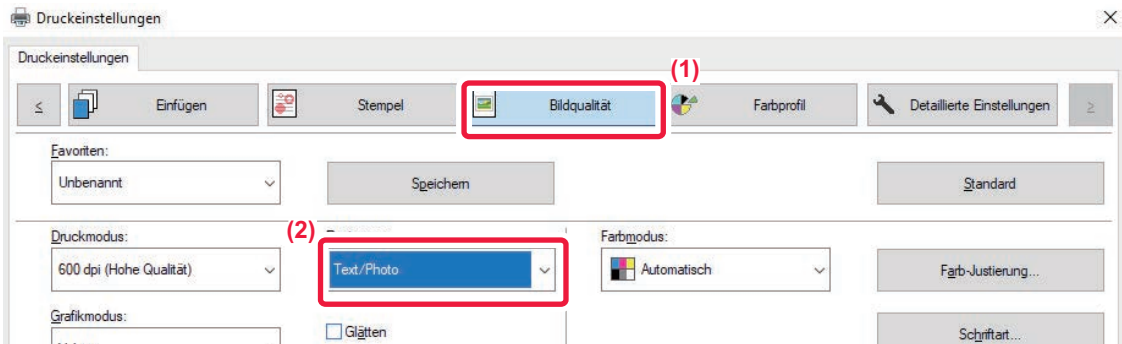 Druckeinstellungen
Druckeinstellungen
(1)
≤ Einfügen Stempel Bildqualität Farbprofil Detaillierte Einstellungen ≥
Favoriten:
Unbenannt Speichern Standard
(2)
Druckmodus: Farbmodus:
600 dpi (Hohe Qualität) Text/Photo Automatisch Farb-Justierung...
Grafikmodus:
Glätten Schriftart...